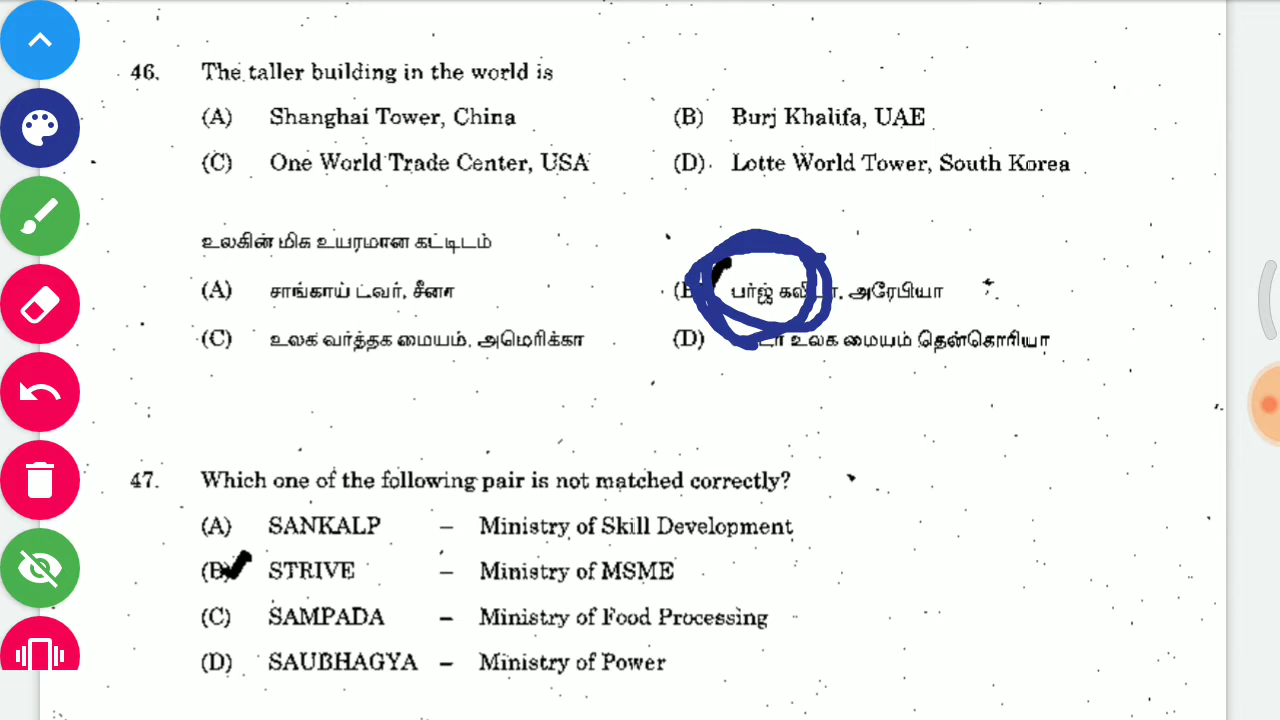 46. The taller building in the world is
(A) Shanghai Tower, China (B) Burj Khalifa, UAE
(C) One World Trade Center, USA (D) Lotte World Tower, South Korea
உலகின் மிக உயரமான கட்டிடம்
(A) சாங்காய் டவர், சீனா பர்ஜ் அரேபியா
(C) உலக வர்த்தக மையம், அமெரிக்கா (D) உலக மையம் தென்கொரியா
47. Which one of the following pair is not matched correctly?
(A) SANKALP – Ministry of Skill Development
(B) STRIVE – Ministry of MSME
(C) SAMPADA – Ministry of Food Processing
(D) SAUBHAGYA – Ministry of Power